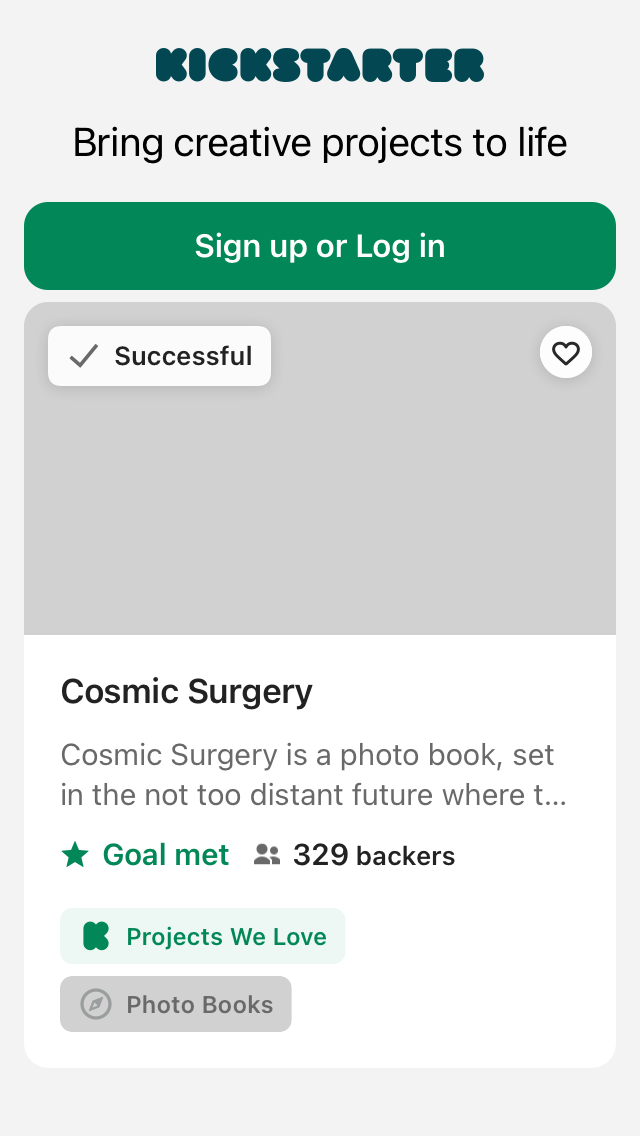 KICKSTARTER
Bring creative projects to life
Sign up or Log in
Successful
Cosmic Surgery
Cosmic Surgery is a photo book, set
in the not too distant future where t...
Goal met 329 backers
Projects We Love
Photo Books